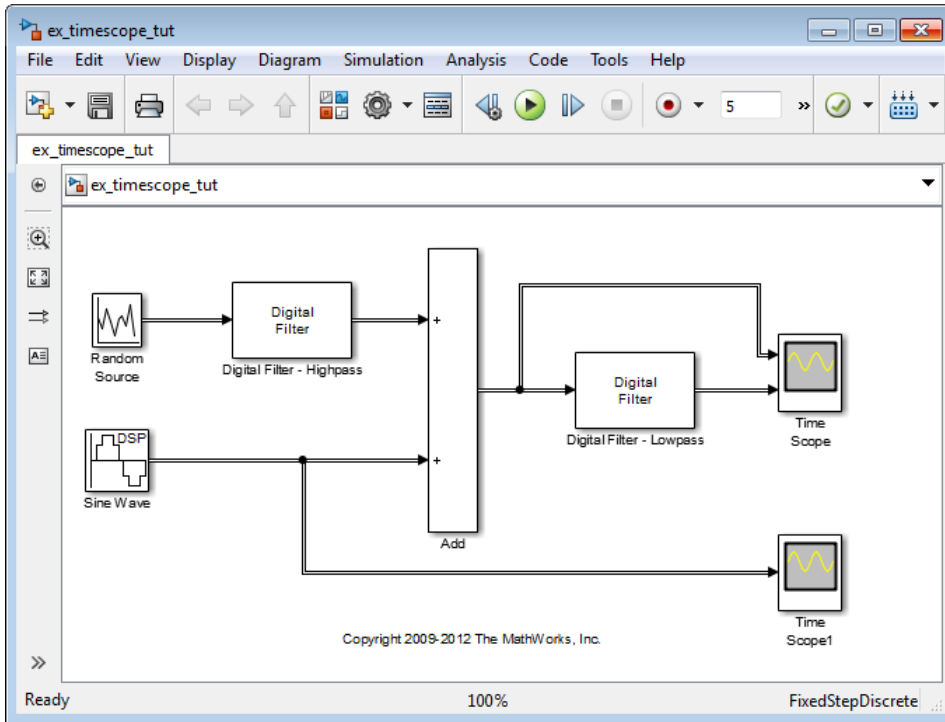 ex_timescope_tut
File Edit View Display Diagram Simulation Analysis Code Tools Help
5
ex_timescope_tut
ex_timescope_tut
Digital
Filter
+
Random
Source
Digital Filter - Highpass
Digital
Filter
Time
Scope
Digital Filter - Lowpass
DSP
+
Sine Wave
Add
Time
Scope1
Copyright 2009-2012 The MathWorks, Inc.
Ready 100% FixedStepDiscrete